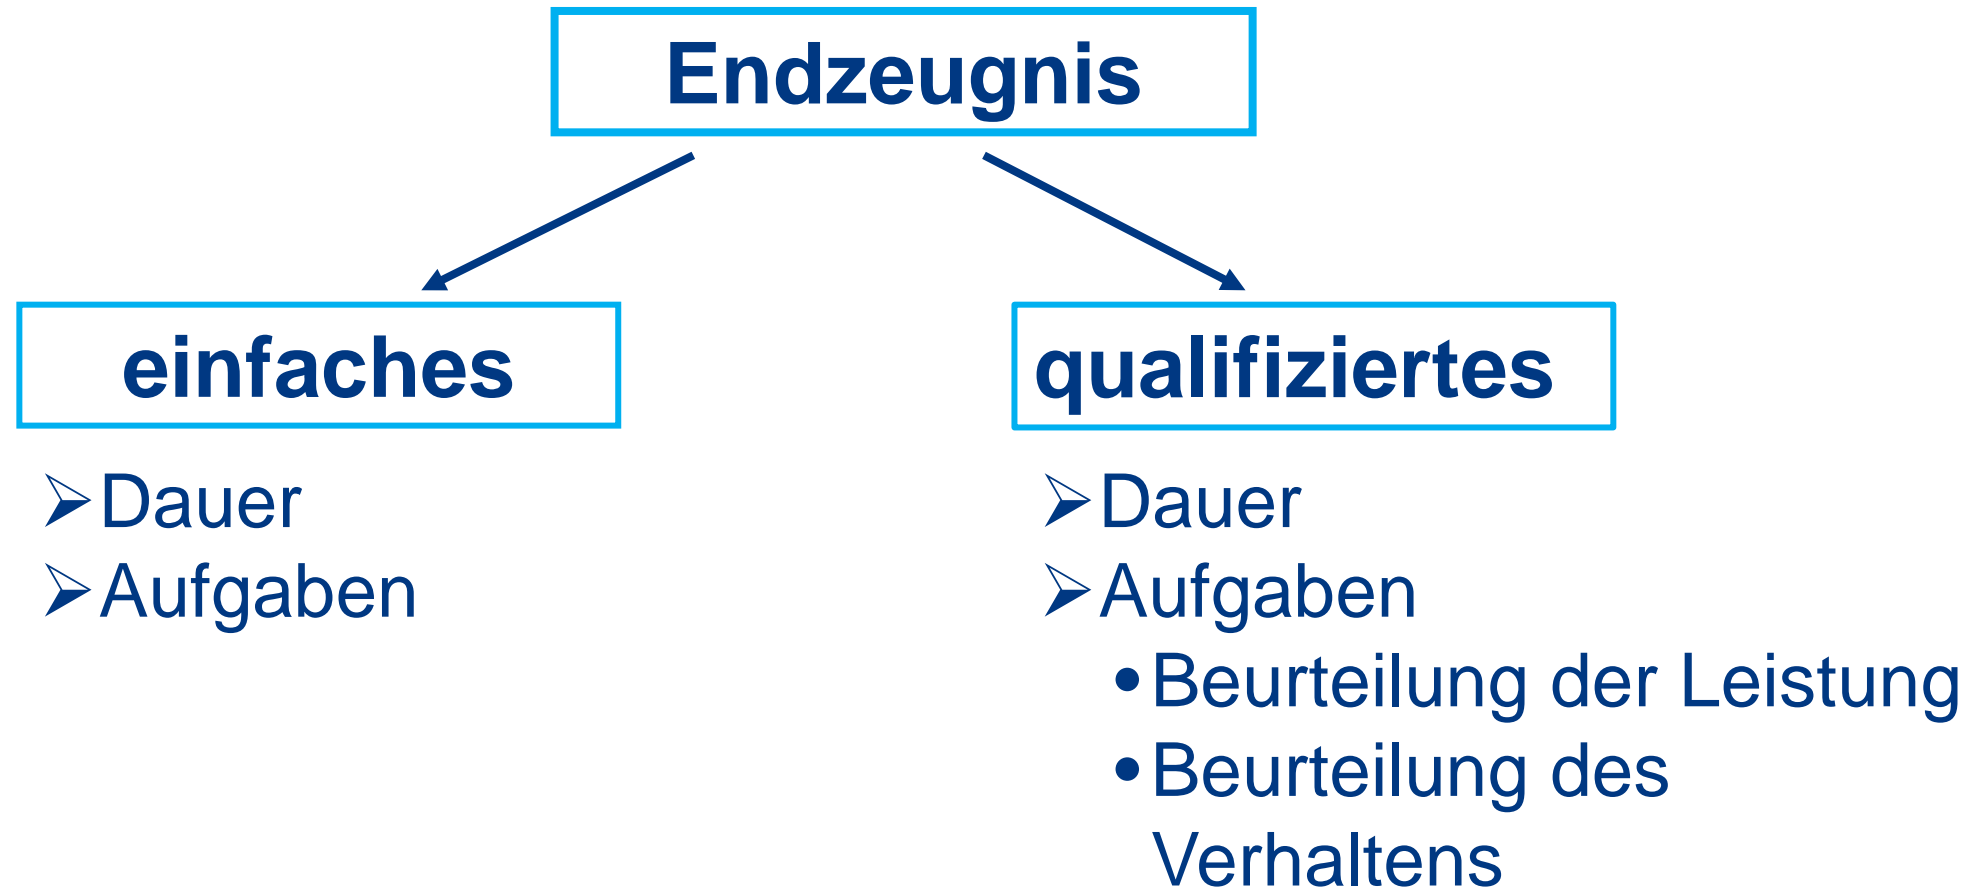 Endzeugnis
einfaches
➢Dauer
➢Aufgaben
qualifiziertes
➢Dauer
➢Aufgaben
•Beurteilung der Leistung
•Beurteilung des
Verhaltens